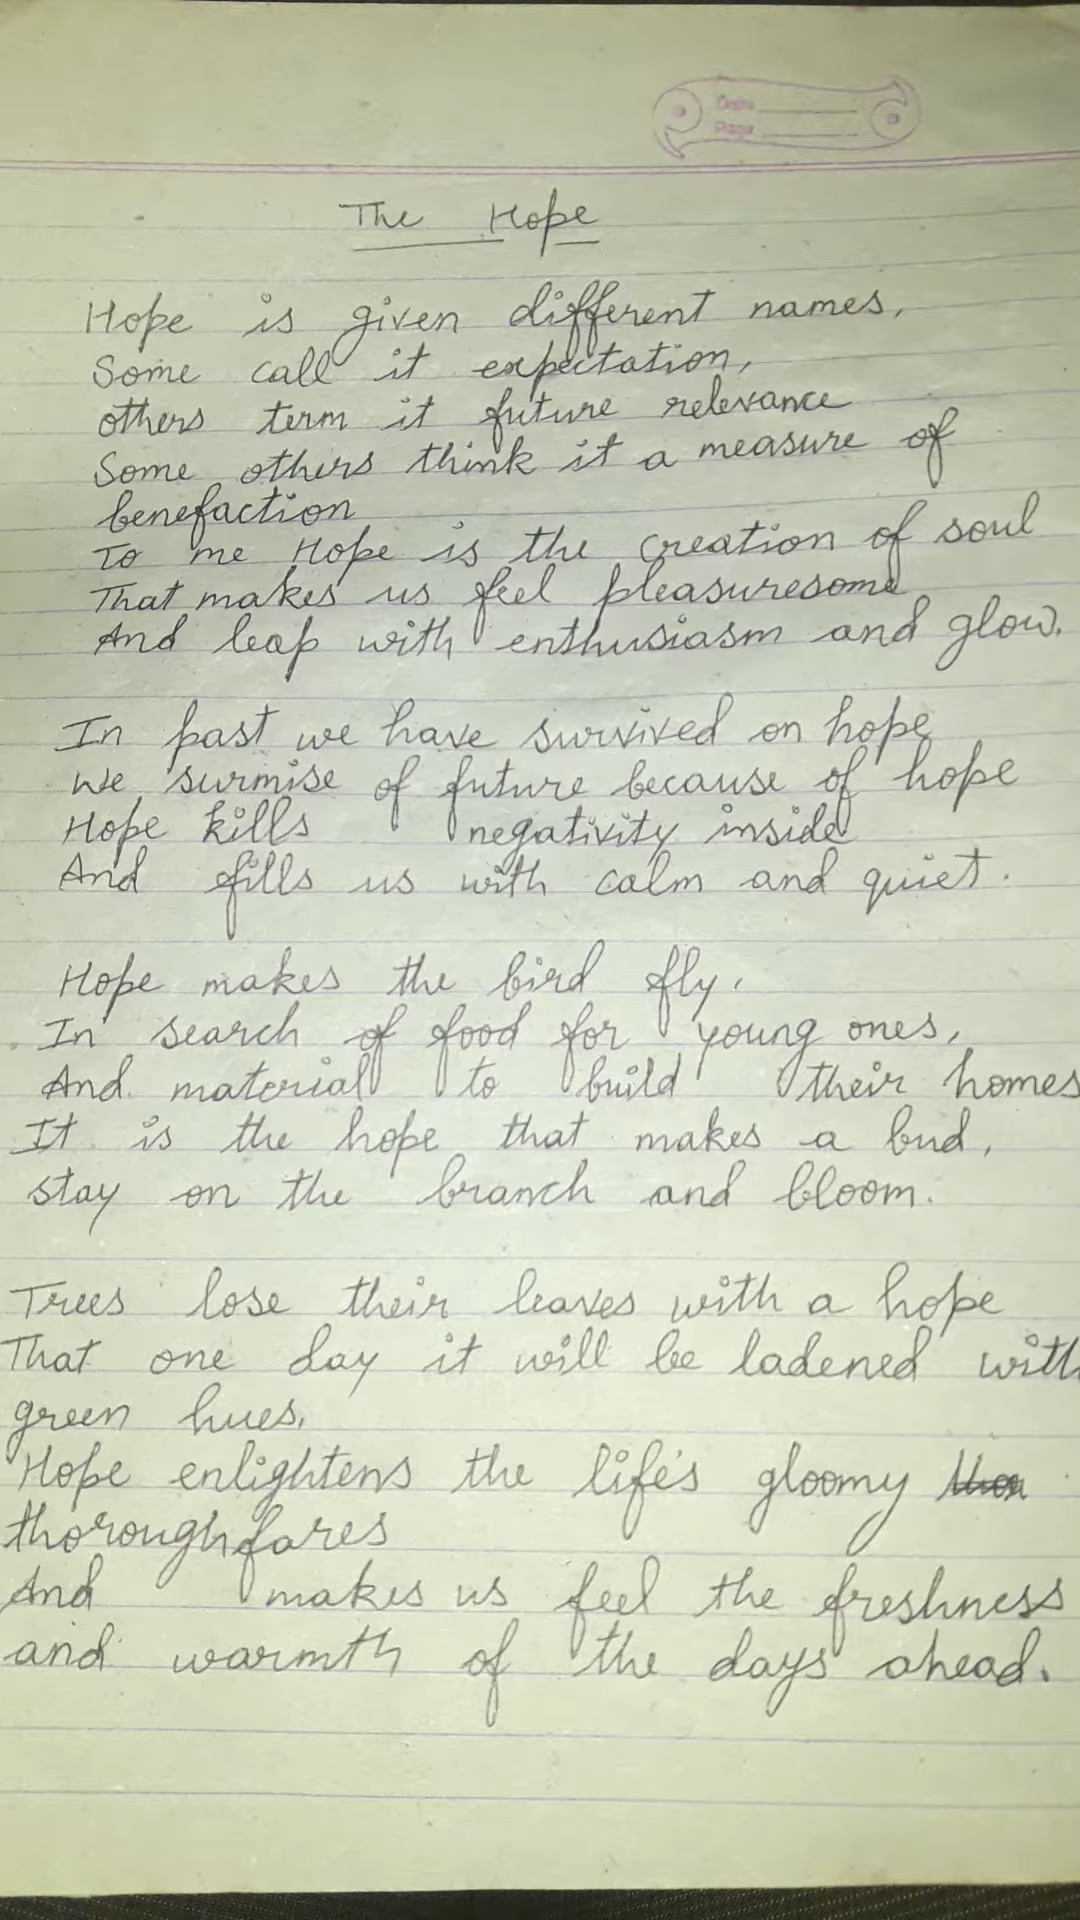 Date
Page
The Hope
Hope is given different names,
Some call it expectation,
others term it future relevance
Some others think it a measure of
benefaction
To me Hope is the creation of soul
That makes us feel pleasuresome
And leap with enthusiasm and glow.
In past we have survived on hope
We surmise of future because of hope
Hope kills negativity inside
And fills us with calm and quiet.
Hope makes the bird fly,
In search of food for young ones,
And material to build their homes
It is the hope that makes a bud,
stay on the branch and bloom.
Trees lose their leaves with a hope
That one day it will be ladened with
green hues,
Hope enlightens the life's gloomy
thoroughfares
And makes us feel the freshness
and warmth of the days ahead.